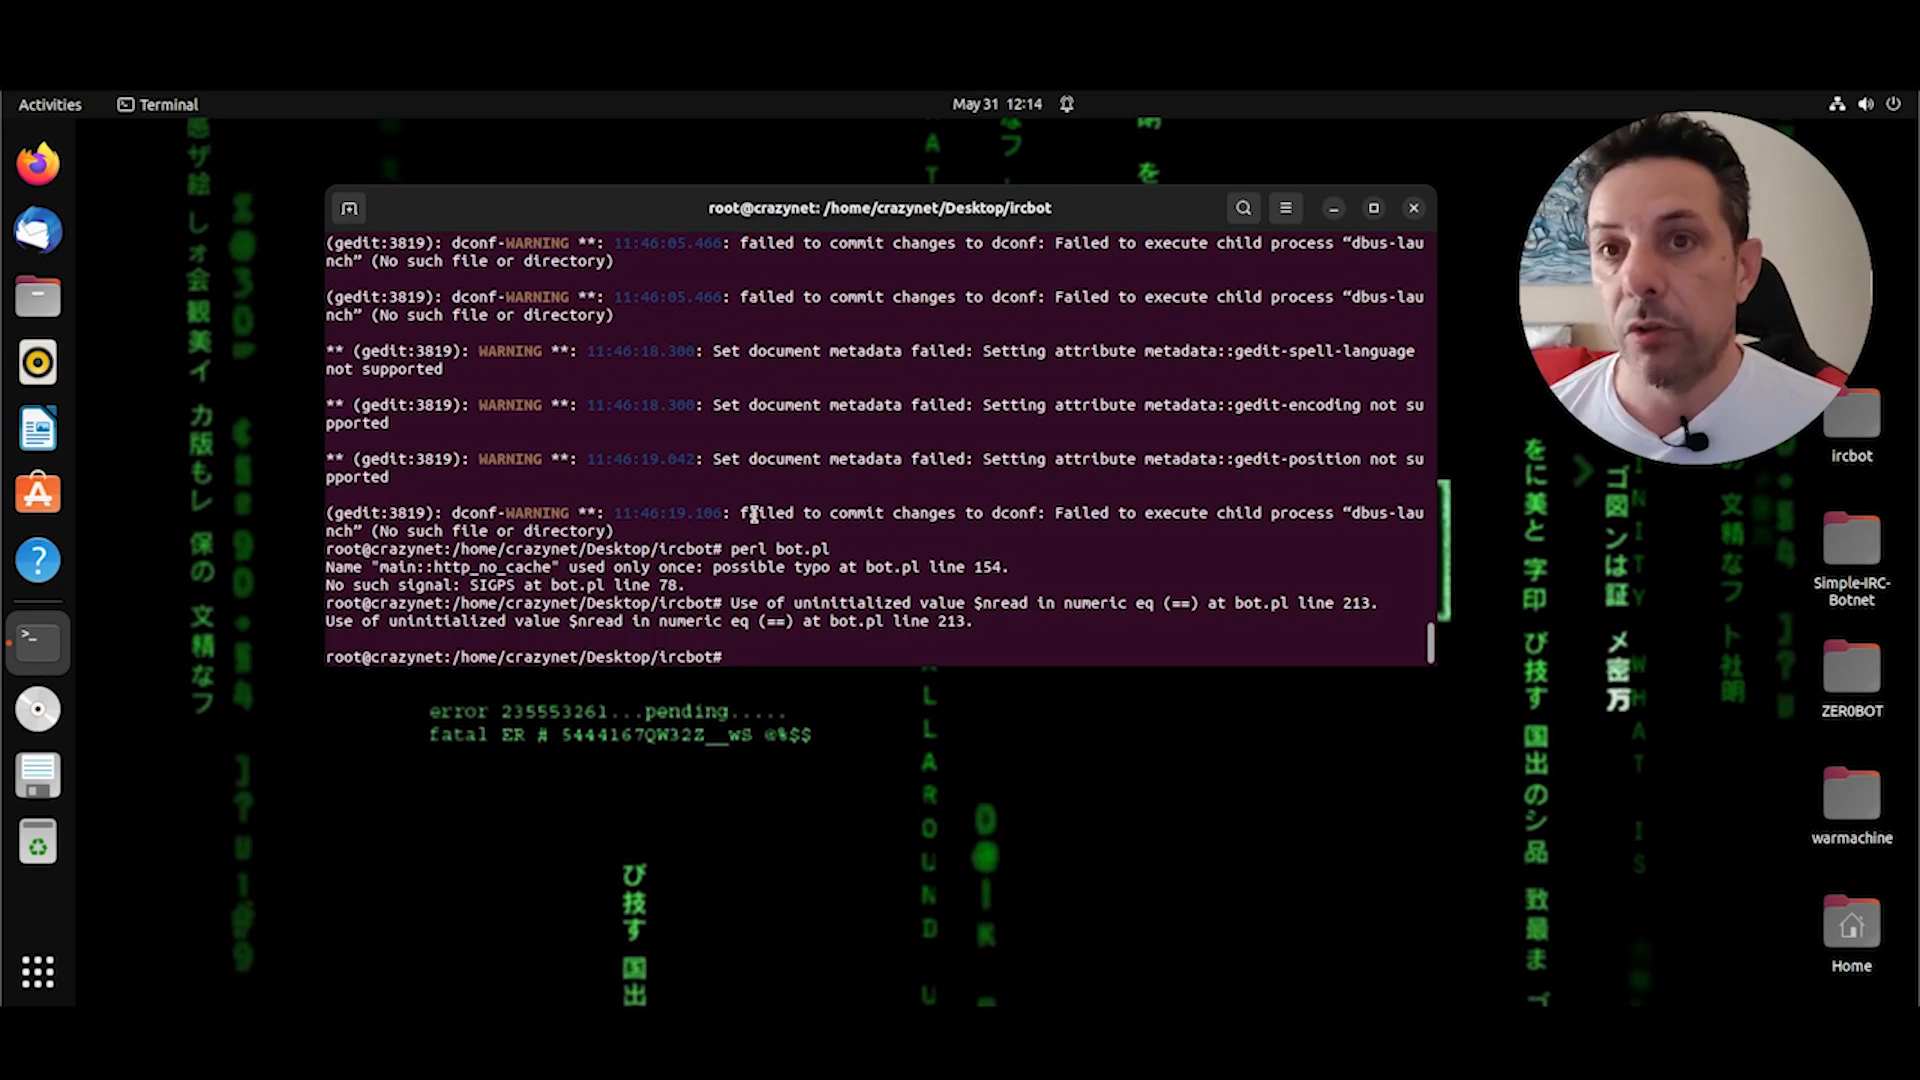 Activities
Terminal
May 31 12:14
root@crazynet: /home/crazynet/Desktop/ircbot
(gedit:3819): dconf-WARNING **: 11:46:05.466: failed to commit changes to dconf: Failed to execute child process “dbus-lau
nch” (No such file or directory)
(gedit:3819): dconf-WARNING **: 11:46:05.466: failed to commit changes to dconf: Failed to execute child process “dbus-lau
nch” (No such file or directory)
** (gedit:3819): WARNING **: 11:46:18.300: Set document metadata failed: Setting attribute metadata::gedit-spell-language
not supported
** (gedit:3819): WARNING **: 11:46:18.300: Set document metadata failed: Setting attribute metadata::gedit-encoding not su
pported
** (gedit:3819): WARNING **: 11:46:19.042: Set document metadata failed: Setting attribute metadata::gedit-position not su
pported
(gedit:3819): dconf-WARNING **: 11:46:19.106: failed to commit changes to dconf: Failed to execute child process “dbus-lau
nch” (No such file or directory)
root@crazynet:/home/crazynet/Desktop/ircbot# perl bot.pl
Name "main::http_no_cache" used only once: possible typo at bot.pl line 154.
No such signal: SIGPS at bot.pl line 78.
root@crazynet:/home/crazynet/Desktop/ircbot# Use of uninitialized value $nread in numeric eq (==) at bot.pl line 213.
Use of uninitialized value $nread in numeric eq (==) at bot.pl line 213.
root@crazynet:/home/crazynet/Desktop/ircbot#
error 235553261...pending.....
fatal ER # 5444167QW32Z__wS @%$$
ircbot
Simple-IRC-
Botnet
ZER0BOT
warmachine
Home
び技す 国出